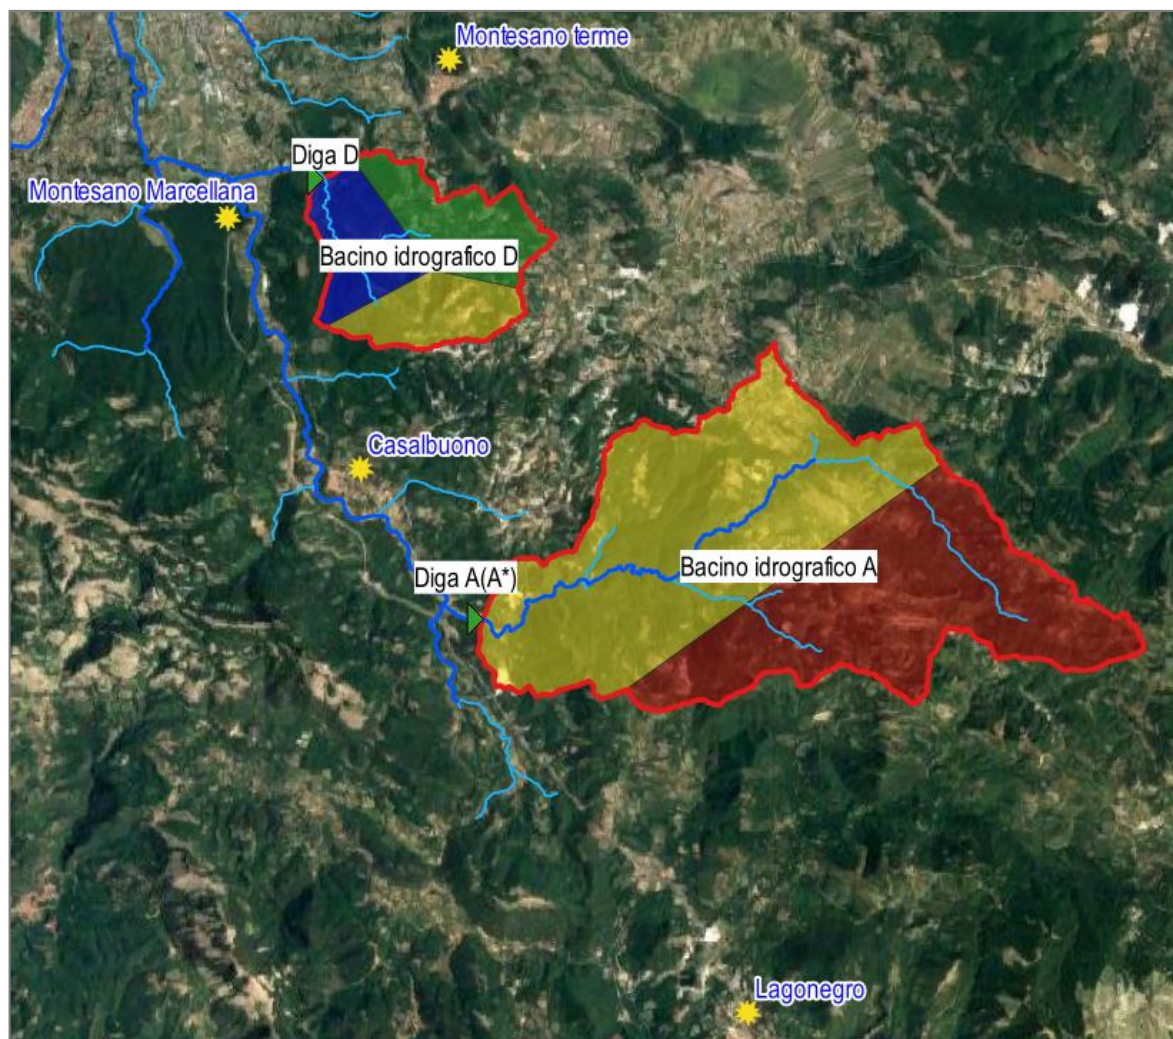 Montesano terme
Diga D
Montesano Marcellana
Bacino idrografico D
Casalbuono
Diga A(A*)
Bacino idrografico A
Lagonegro